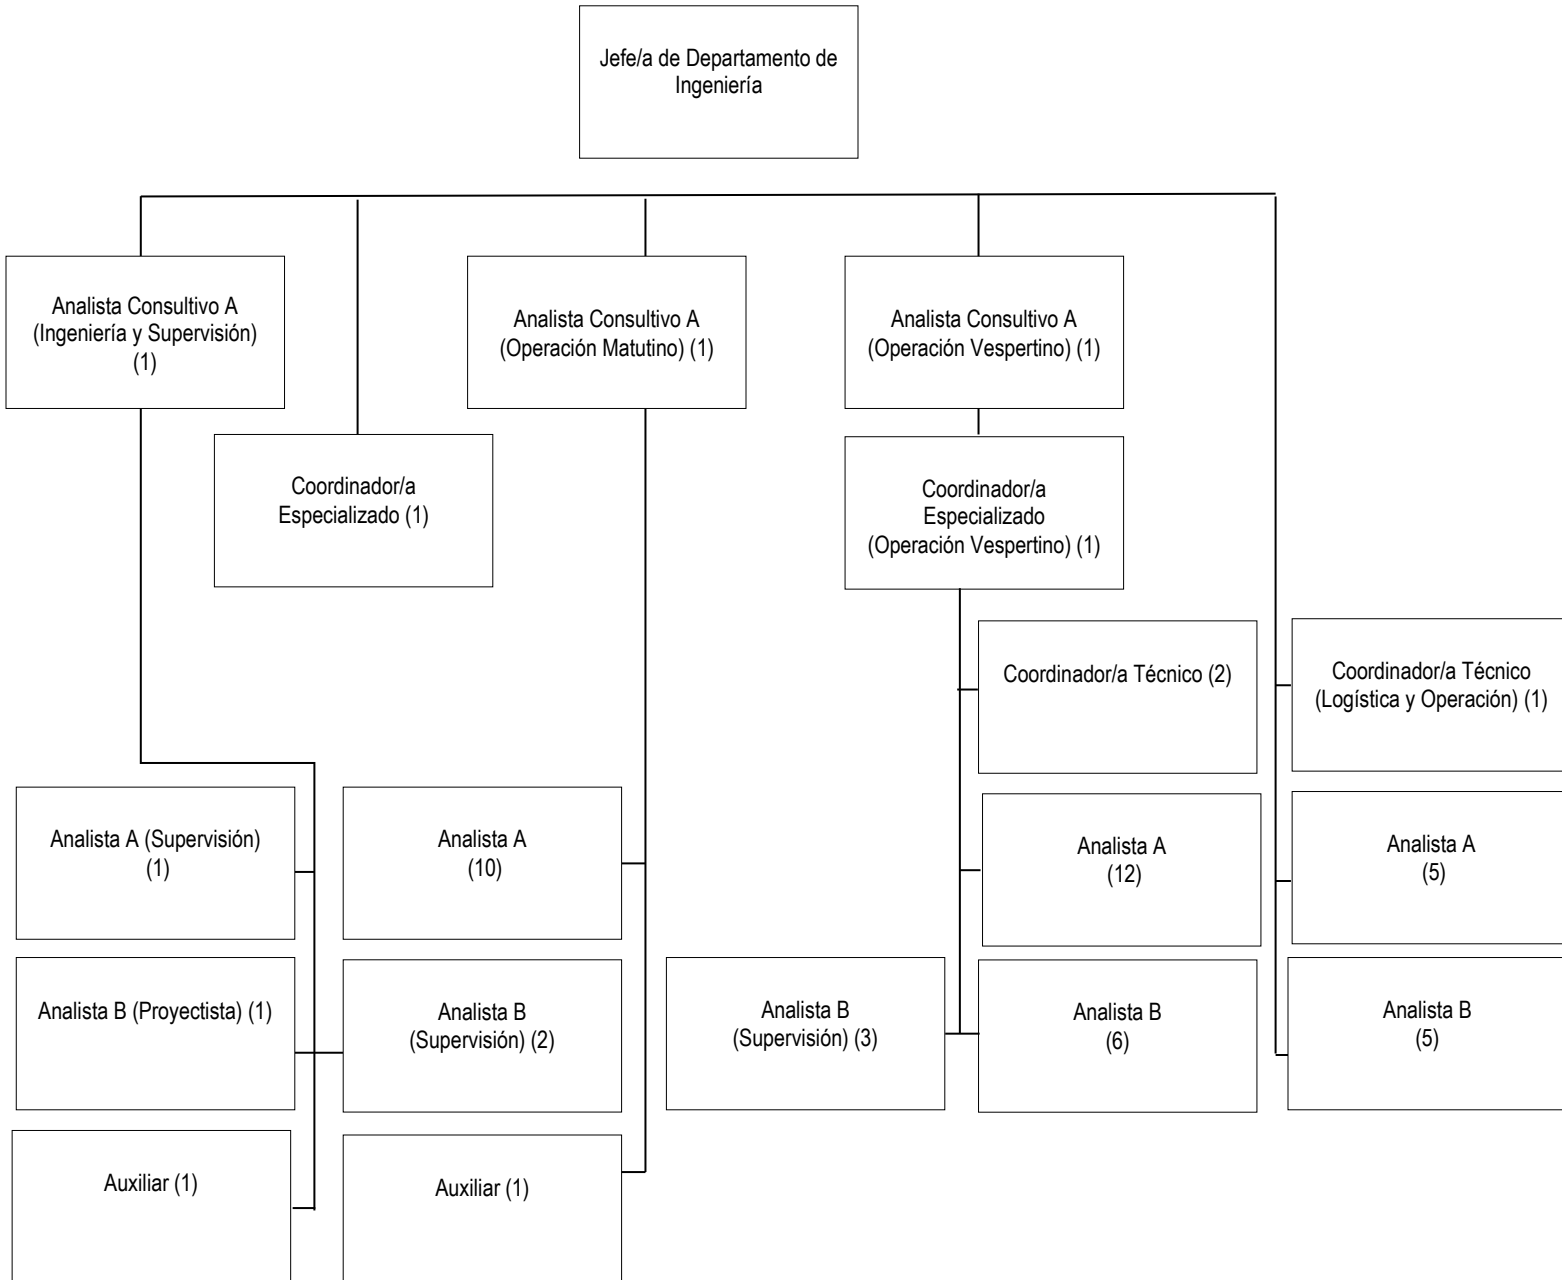 Jefe/a de Departamento de
Ingeniería
Analista Consultivo A
(Ingeniería y Supervisión)
(1)
Analista Consultivo A
(Operación Matutino) (1)
Analista Consultivo A
(Operación Vespertino) (1)
Coordinador/a
Especializado (1)
Coordinador/a
Especializado
(Operación Vespertino) (1)
Coordinador/a Técnico (2)
Coordinador/a Técnico
(Logística y Operación) (1)
Analista A (Supervisión)
(1)
Analista A
(10)
Analista A
(12)
Analista A
(5)
Analista B (Proyectista) (1)
Analista B
(Supervisión) (2)
Analista B
(Supervisión) (3)
Analista B
(6)
Analista B
(5)
Auxiliar (1)
Auxiliar (1)